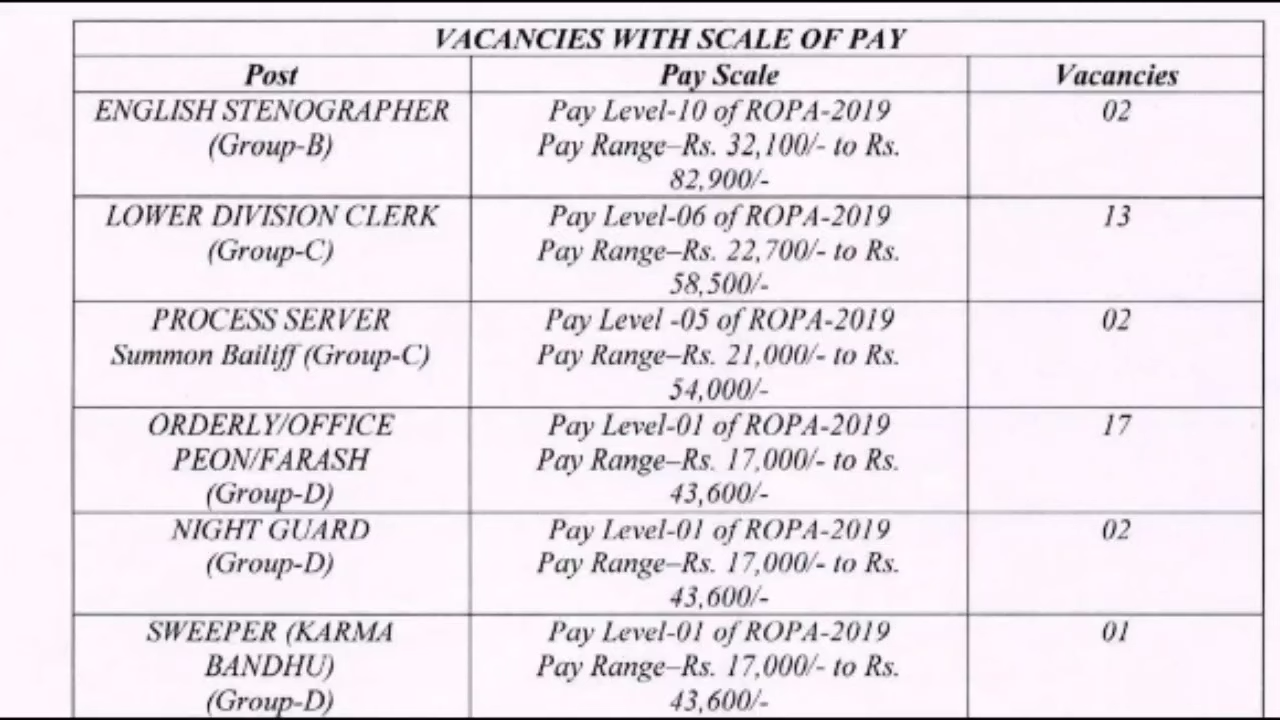 VACANCIES WITH SCALE OF PAY
Post Pay Scale Vacancies
ENGLISH STENOGRAPHER Pay Level-10 of ROPA-2019 02
(Group-B) Pay Range–Rs. 32,100/- to Rs.
82,900/-
LOWER DIVISION CLERK Pay Level-06 of ROPA-2019 13
(Group-C) Pay Range–Rs. 22,700/- to Rs.
58,500/-
PROCESS SERVER Pay Level -05 of ROPA-2019 02
Summon Bailiff (Group-C) Pay Range–Rs. 21,000/- to Rs.
54,000/-
ORDERLY/OFFICE Pay Level-01 of ROPA-2019 17
PEON/FARASH Pay Range–Rs. 17,000/- to Rs.
(Group-D) 43,600/-
NIGHT GUARD Pay Level-01 of ROPA-2019 02
(Group-D) Pay Range–Rs. 17,000/- to Rs.
43,600/-
SWEEPER (KARMA Pay Level-01 of ROPA-2019 01
BANDHU) Pay Range–Rs. 17,000/- to Rs.
(Group-D) 43,600/-